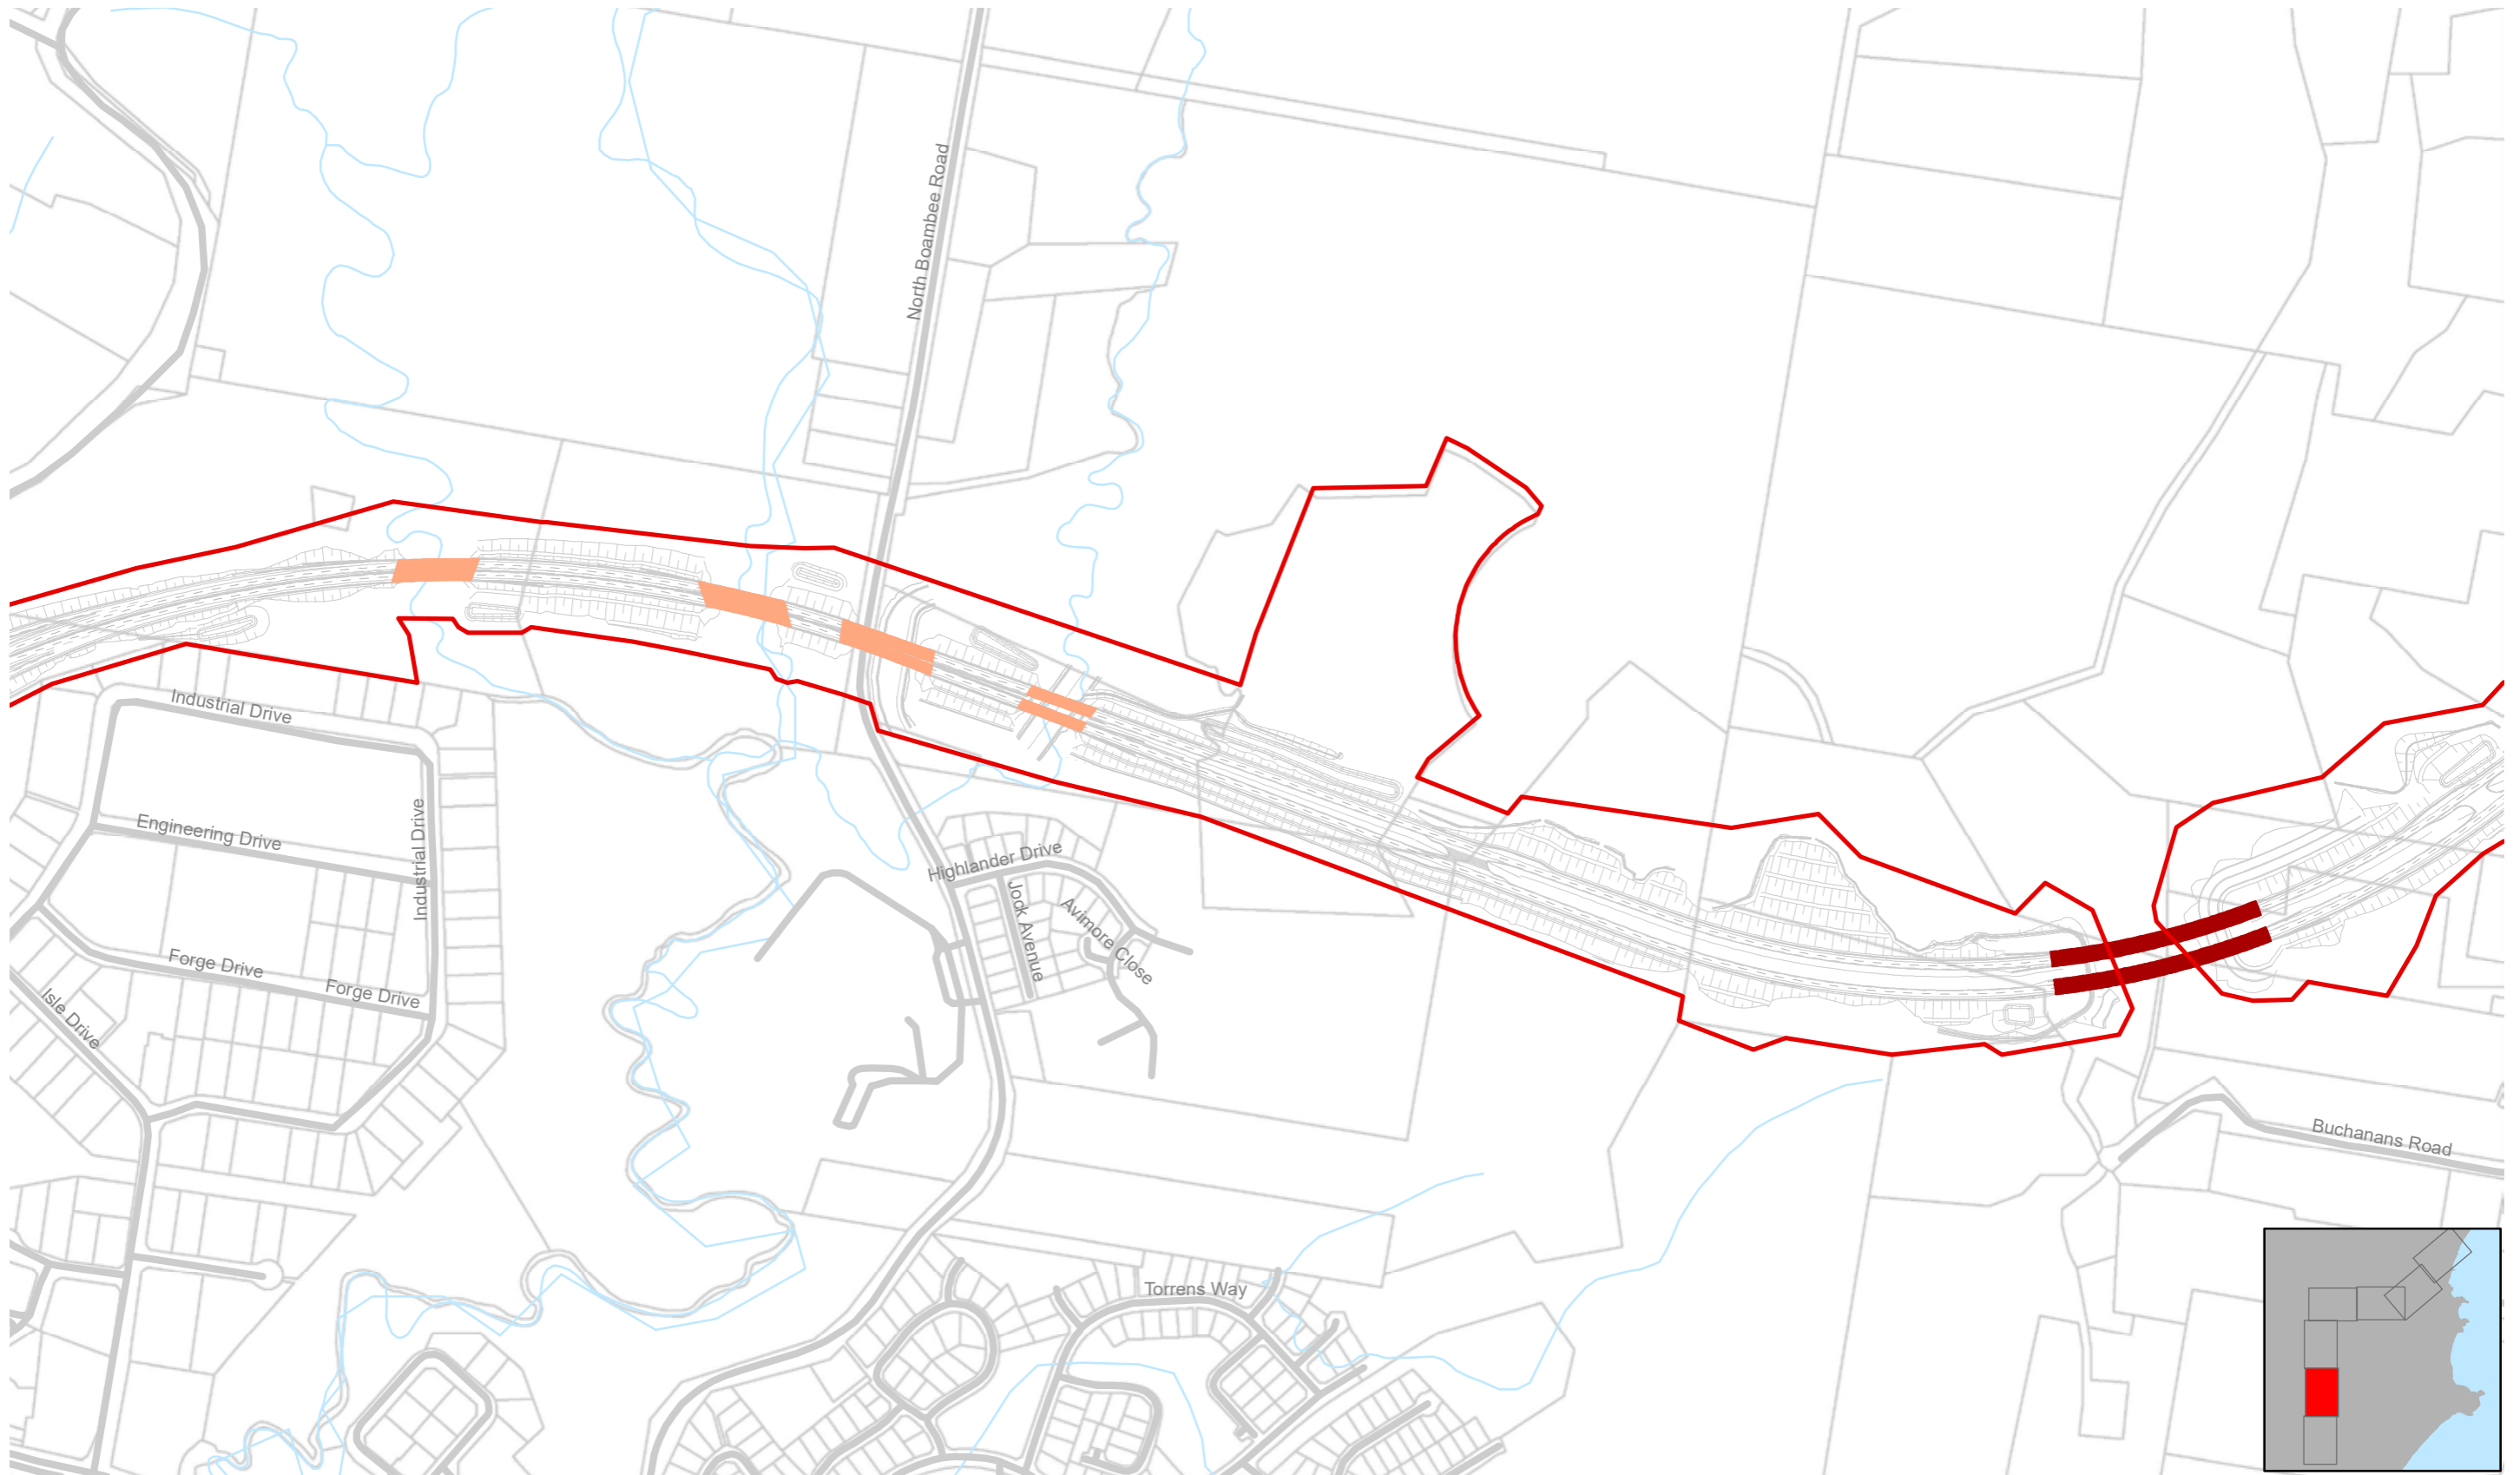 North Boambee Road
Industrial Drive
Engineering Drive
Industrial Drive
Highlander Drive
Jock Avenue
Avimore Close
Forge Drive
Forge Drive
Isle Drive
Buchanans Road
Torrens Way